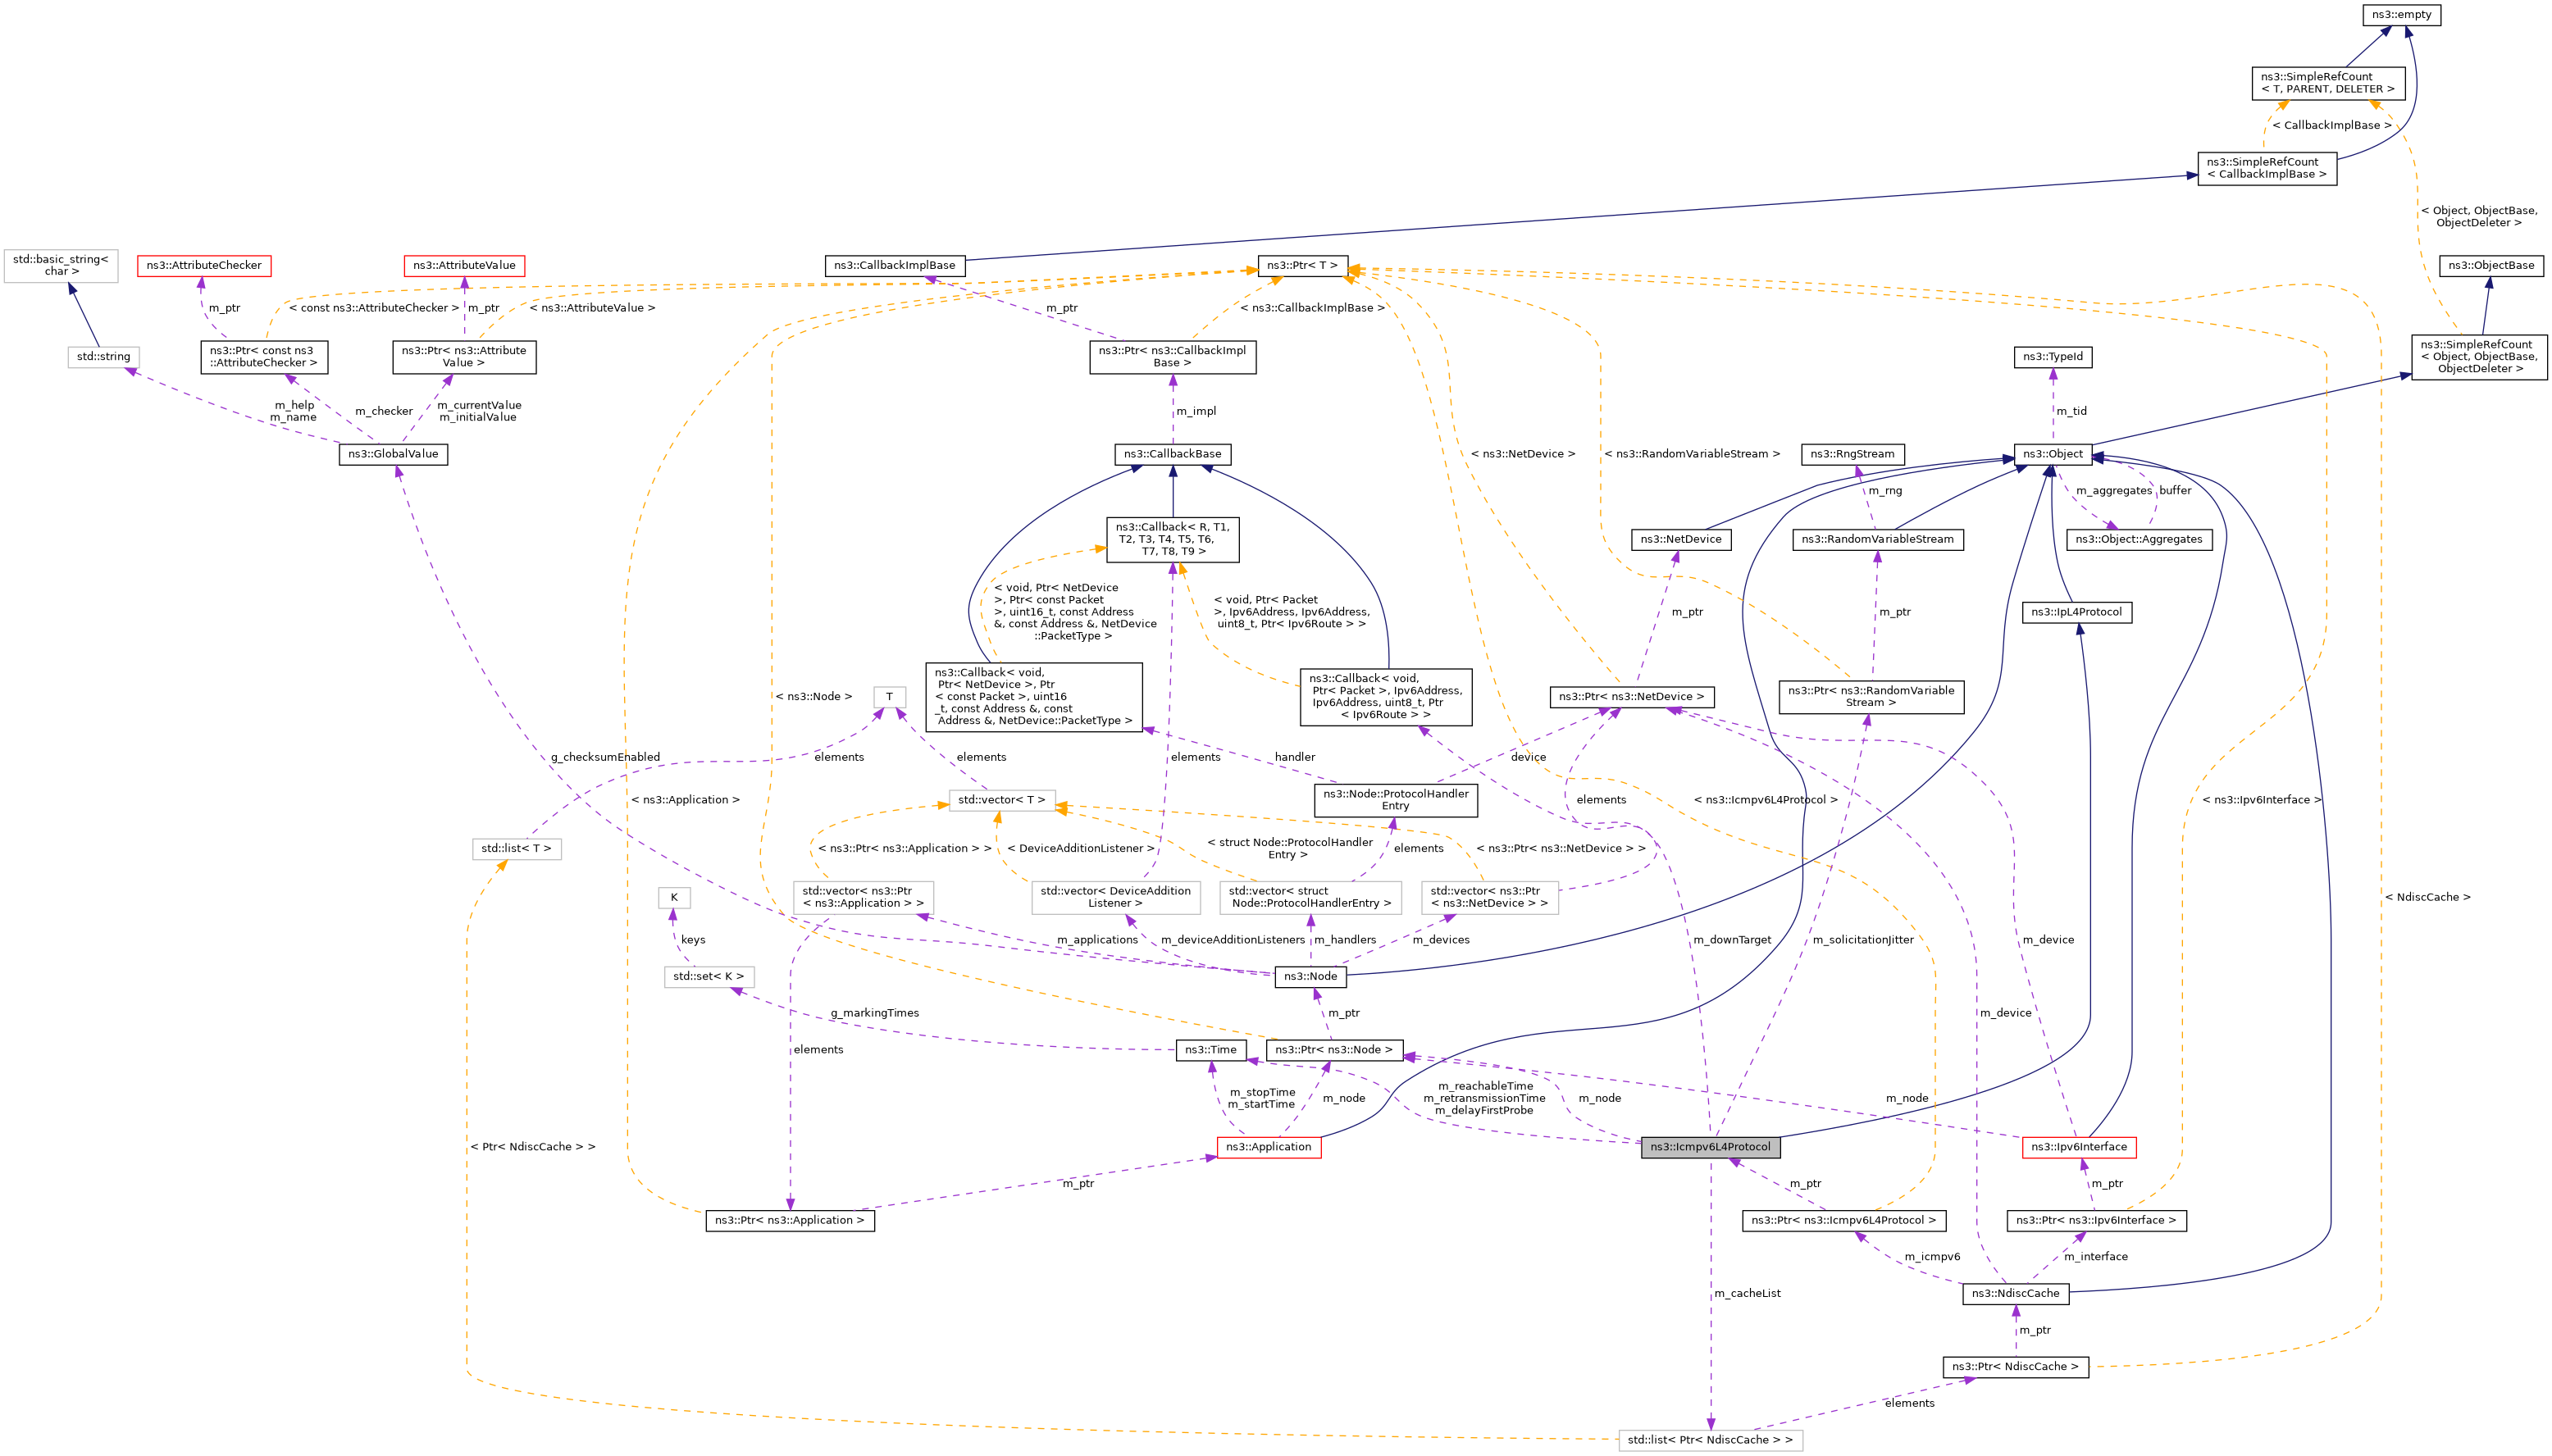 ns3::empty
ns3::SimpleRefCount
< T, PARENT, DELETER >
< CallbackImplBase >
ns3::SimpleRefCount
< CallbackImplBase >
< Object, ObjectBase,
ObjectDeleter >
std::basic_string<
char >
ns3::AttributeChecker
ns3::AttributeValue
ns3::CallbackImplBase
ns3::Ptr< T >
ns3::ObjectBase
m_ptr
< const ns3::AttributeChecker >
m_ptr
< ns3::AttributeValue >
m_ptr
< ns3::CallbackImplBase >
std::string
ns3::Ptr< const ns3
::AttributeChecker >
ns3::Ptr< ns3::Attribute
Value >
ns3::Ptr< ns3::CallbackImpl
Base >
ns3::TypeId
ns3::SimpleRefCount
< Object, ObjectBase,
ObjectDeleter >
m_help
m_name
m_checker
m_currentValue
m_initialValue
m_impl
m_tid
ns3::GlobalValue
ns3::CallbackBase
< ns3::NetDevice >
< ns3::RandomVariableStream >
ns3::RngStream
ns3::Object
m_rng
m_aggregates
buffer
ns3::Callback< R, T1,
T2, T3, T4, T5, T6,
T7, T8, T9 >
ns3::NetDevice
ns3::RandomVariableStream
ns3::Object::Aggregates
< void, Ptr< NetDevice
>, Ptr< const Packet
>, uint16_t, const Address
&, const Address &, NetDevice
::PacketType >
< void, Ptr< Packet
>, Ipv6Address, Ipv6Address,
uint8_t, Ptr< Ipv6Route > >
m_ptr
m_ptr
ns3::IpL4Protocol
< ns3::Node >
T
ns3::Callback< void,
Ptr< NetDevice >, Ptr
< const Packet >, uint16
_t, const Address &, const
Address &, NetDevice::PacketType >
ns3::Callback< void,
Ptr< Packet >, Ipv6Address,
Ipv6Address, uint8_t, Ptr
< Ipv6Route > >
ns3::Ptr< ns3::NetDevice >
ns3::Ptr< ns3::RandomVariable
Stream >
g_checksumEnabled
elements
elements
elements
handler
device
< ns3::Application >
std::vector< T >
ns3::Node::ProtocolHandler
Entry
elements
< ns3::Icmpv6L4Protocol >
< ns3::Ipv6Interface >
std::list< T >
< ns3::Ptr< ns3::Application > >
< DeviceAdditionListener >
< struct Node::ProtocolHandler
Entry >
elements
< ns3::Ptr< ns3::NetDevice > >
K
std::vector< ns3::Ptr
< ns3::Application > >
std::vector< DeviceAddition
Listener >
std::vector< struct
Node::ProtocolHandlerEntry >
std::vector< ns3::Ptr
< ns3::NetDevice > >
< NdiscCache >
keys
m_applications
m_deviceAdditionListeners
m_handlers
m_devices
m_downTarget
m_solicitationJitter
m_device
std::set< K >
ns3::Node
g_markingTimes
m_ptr
m_device
elements
ns3::Time
ns3::Ptr< ns3::Node >
m_stopTime
m_startTime
m_node
m_reachableTime
m_retransmissionTime
m_delayFirstProbe
m_node
m_node
< Ptr< NdiscCache > >
ns3::Application
ns3::Icmpv6L4Protocol
ns3::Ipv6Interface
m_ptr
m_ptr
m_ptr
ns3::Ptr< ns3::Application >
ns3::Ptr< ns3::Icmpv6L4Protocol >
ns3::Ptr< ns3::Ipv6Interface >
m_icmpv6
m_interface
m_cacheList
ns3::NdiscCache
m_ptr
ns3::Ptr< NdiscCache >
elements
std::list< Ptr< NdiscCache > >